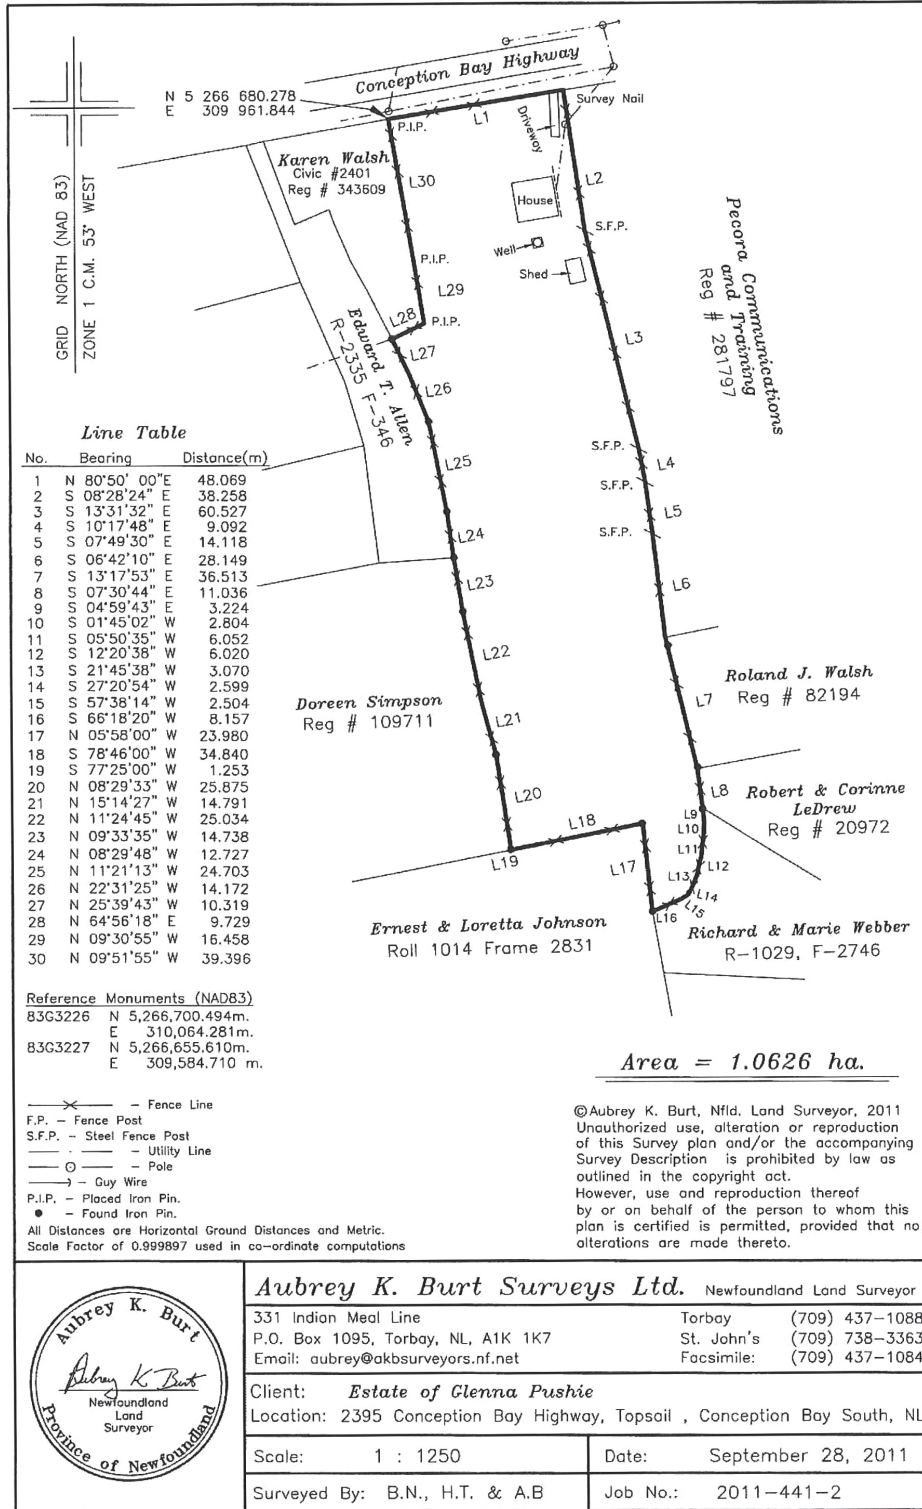 Conception Bay Highway
N 5 266 680.278
E 309 961.844
P.I.P.
L1
Survey Nail
Driveway
Karen Walsh
Civic #2401
Reg # 343609
L30
L2
House
S.F.P.
Well
Shed
P.I.P.
L29
L28
P.I.P.
L27
L26
GRID NORTH (NAD 83)
ZONE 1 C.M. 53° WEST
Edward T. Allen
R-2335 F-346
Pecora Communications
and Training
Reg # 281797
L3
S.F.P.
L4
S.F.P.
L5
S.F.P.
L25
L24
L23
L6
L22
Line Table
No. Bearing Distance(m)
1 N 80°50' 00"E 48.069
2 S 08°28'24" E 38.258
3 S 13°31'32" E 60.527
4 S 10°17'48" E 9.092
5 S 07°49'30" E 14.118
6 S 06°42'10" E 28.149
7 S 13°17'53" E 36.513
8 S 07°30'44" E 11.036
9 S 04°59'43" E 3.224
10 S 01°45'02" W 2.804
11 S 05°50'35" W 6.052
12 S 12°20'38" W 6.020
13 S 21°45'38" W 3.070
14 S 27°20'54" W 2.599
15 S 57°38'14" W 2.504
16 S 66°18'20" W 8.157
17 N 05°58'00" W 23.980
18 S 78°46'00" W 34.840
19 S 77°25'00" W 1.253
20 N 08°29'33" W 25.875
21 N 15°14'27" W 14.791
22 N 11°24'45" W 25.034
23 N 09°33'35" W 14.738
24 N 08°29'48" W 12.727
25 N 11°21'13" W 24.703
26 N 22°31'25" W 14.172
27 N 25°39'43" W 10.319
28 N 64°56'18" E 9.729
29 N 09°30'55" W 16.458
30 N 09°51'55" W 39.396
Doreen Simpson
Reg # 109711
Roland J. Walsh
Reg # 82194
L7
L21
L20
L8
Robert & Corinne
LeDrew
Reg # 20972
L9
L10
L11
L12
L13
L14
L15
L16
L17
L18
L19
Ernest & Loretta Johnson
Roll 1014 Frame 2831
Richard & Marie Webber
R-1029, F-2746
Reference Monuments (NAD83)
83G3226 N 5,266,700.494m.
E 310,064.281m.
83G3227 N 5,266,655.610m.
E 309,584.710 m.
Area = 1.0626 ha.
- Fence Line
F.P. - Fence Post
S.F.P. - Steel Fence Post
- Utility Line
- Pole
- Guy Wire
P.I.P. - Placed Iron Pin.
- Found Iron Pin.
All Distances are Horizontal Ground Distances and Metric.
Scale Factor of 0.999897 used in co-ordinate computations
©Aubrey K. Burt, Nfld. Land Surveyor, 2011
Unauthorized use, alteration or reproduction
of this Survey plan and/or the accompanying
Survey Description is prohibited by law as
outlined in the copyright act.
However, use and reproduction thereof
by or on behalf of the person to whom this
plan is certified is permitted, provided that no
alterations are made thereto.
Aubrey K. Burt
Aubrey K Burt
Newfoundland
Land
Surveyor
Province of Newfoundland
Aubrey K. Burt Surveys Ltd. Newfoundland Land Surveyor
331 Indian Meal Line Torbay (709) 437-1088
P.O. Box 1095, Torbay, NL, A1K 1K7 St. John's (709) 738-3363
Email: aubrey@akbsurveyors.nf.net Facsimile: (709) 437-1084
Client: Estate of Glenna Pushie
Location: 2395 Conception Bay Highway, Topsail , Conception Bay South, NL
Scale: 1 : 1250 Date: September 28, 2011
Surveyed By: B.N., H.T. & A.B Job No.: 2011-441-2